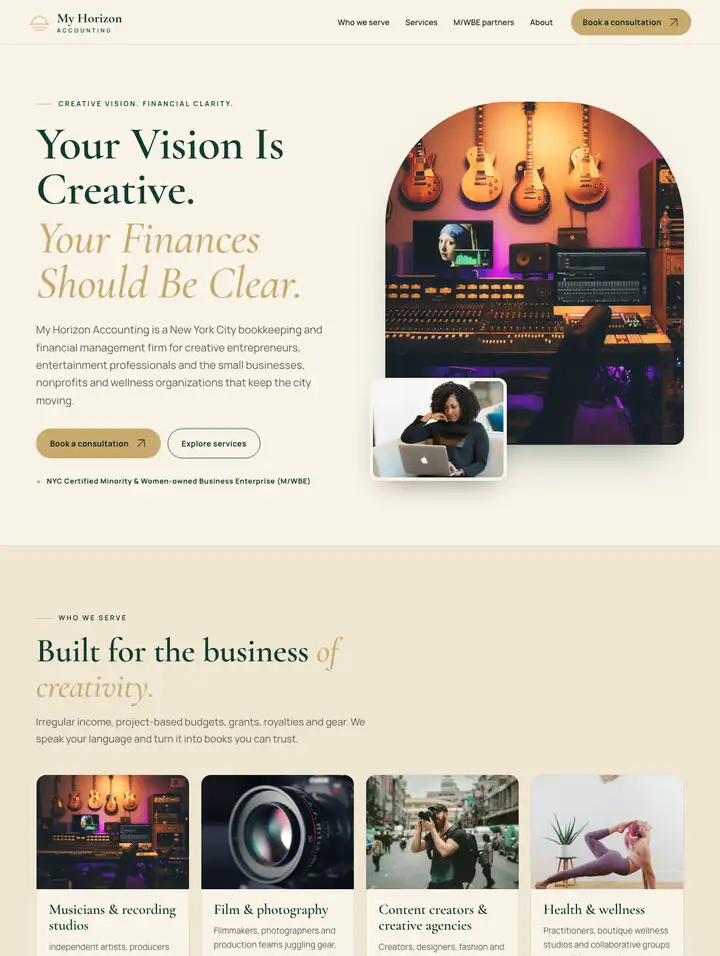 My Horizon
ACCOUNTING
Who we serve
Services
M/WBE partners
About
Book a consultation
CREATIVE VISION. FINANCIAL CLARITY.
Your Vision Is
Creative.
Your Finances
Should Be Clear.
My Horizon Accounting is a New York City bookkeeping and
financial management firm for creative entrepreneurs,
entertainment professionals and the small businesses,
nonprofits and wellness organizations that keep the city
moving.
Book a consultation
Explore services
NYC Certified Minority & Women-owned Business Enterprise (M/WBE)
WHO WE SERVE
Built for the business of
creativity.
Irregular income, project-based budgets, grants, royalties and gear. We
speak your language and turn it into books you can trust.
Musicians & recording
studios
Independent artists, producers
Film & photography
Filmmakers, photographers and
production teams juggling gear,
Content creators &
creative agencies
Creators, designers, fashion and
Health & wellness
Practitioners, boutique wellness
studios and collaborative groups